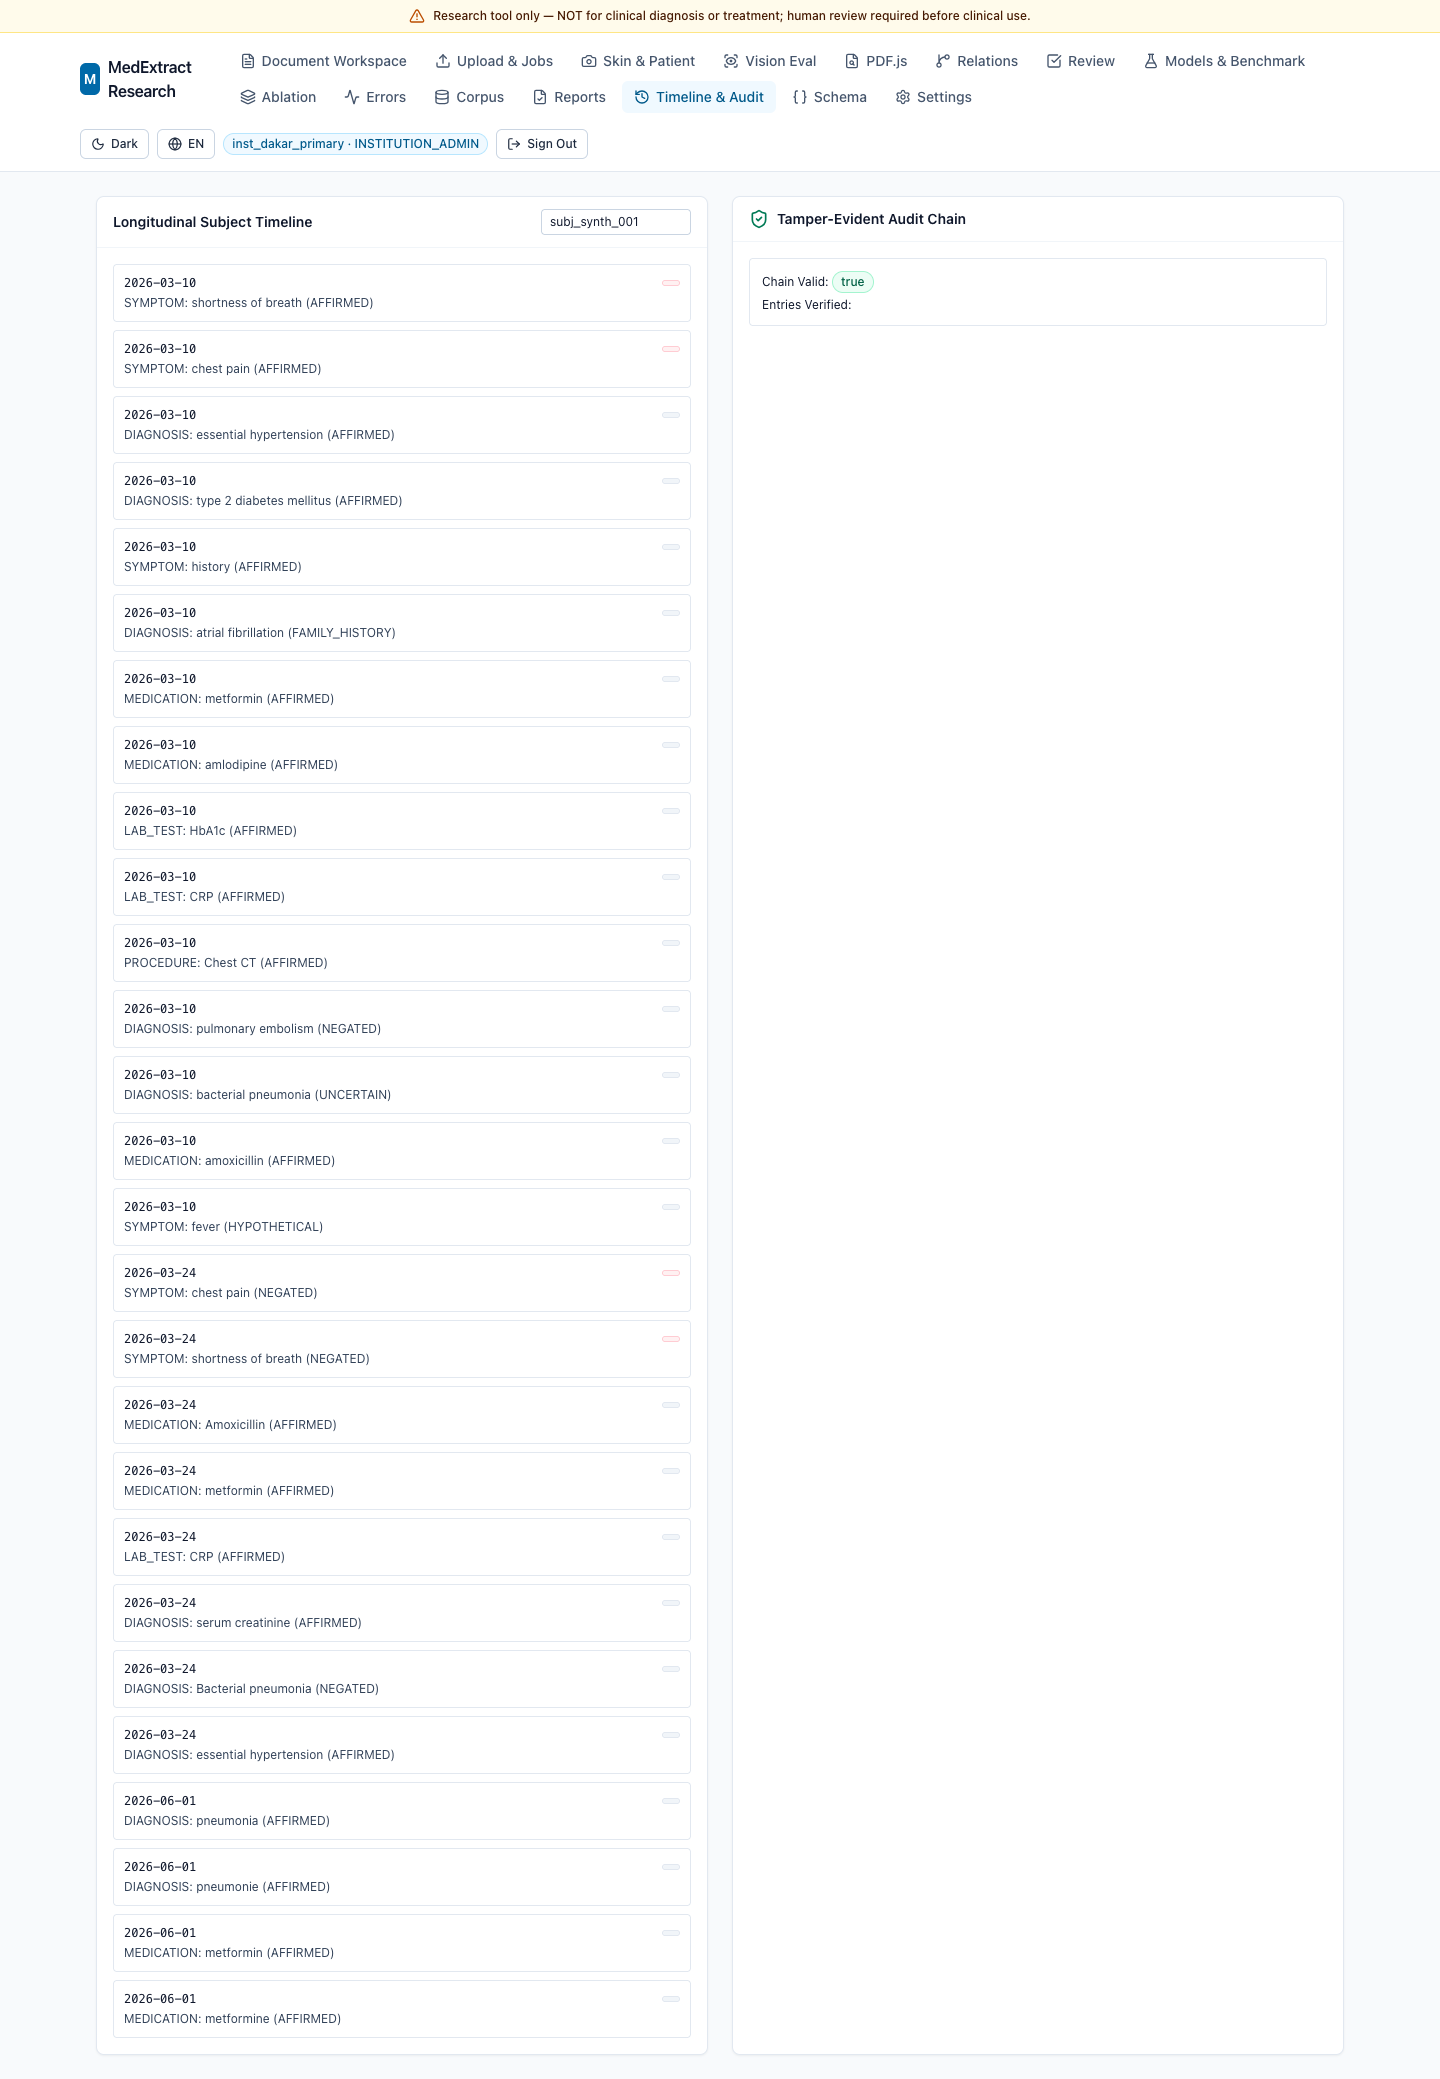 Research tool only — NOT for clinical diagnosis or treatment; human review required before clinical use.
M
MedExtract
Research
Document Workspace
Upload & Jobs
Skin & Patient
Vision Eval
PDF.js
Relations
Review
Models & Benchmark
Ablation
Errors
Corpus
Reports
Timeline & Audit
Schema
Settings
Dark
EN
inst_dakar_primary · INSTITUTION_ADMIN
Sign Out
Longitudinal Subject Timeline
subj_synth_001
2026-03-10
SYMPTOM: shortness of breath (AFFIRMED)
2026-03-10
SYMPTOM: chest pain (AFFIRMED)
2026-03-10
DIAGNOSIS: essential hypertension (AFFIRMED)
2026-03-10
DIAGNOSIS: type 2 diabetes mellitus (AFFIRMED)
2026-03-10
SYMPTOM: history (AFFIRMED)
2026-03-10
DIAGNOSIS: atrial fibrillation (FAMILY_HISTORY)
2026-03-10
MEDICATION: metformin (AFFIRMED)
2026-03-10
MEDICATION: amlodipine (AFFIRMED)
2026-03-10
LAB_TEST: HbA1c (AFFIRMED)
2026-03-10
LAB_TEST: CRP (AFFIRMED)
2026-03-10
PROCEDURE: Chest CT (AFFIRMED)
2026-03-10
DIAGNOSIS: pulmonary embolism (NEGATED)
2026-03-10
DIAGNOSIS: bacterial pneumonia (UNCERTAIN)
2026-03-10
MEDICATION: amoxicillin (AFFIRMED)
2026-03-10
SYMPTOM: fever (HYPOTHETICAL)
2026-03-24
SYMPTOM: chest pain (NEGATED)
2026-03-24
SYMPTOM: shortness of breath (NEGATED)
2026-03-24
MEDICATION: Amoxicillin (AFFIRMED)
2026-03-24
MEDICATION: metformin (AFFIRMED)
2026-03-24
LAB_TEST: CRP (AFFIRMED)
2026-03-24
DIAGNOSIS: serum creatinine (AFFIRMED)
2026-03-24
DIAGNOSIS: Bacterial pneumonia (NEGATED)
2026-03-24
DIAGNOSIS: essential hypertension (AFFIRMED)
2026-06-01
DIAGNOSIS: pneumonia (AFFIRMED)
2026-06-01
DIAGNOSIS: pneumonie (AFFIRMED)
2026-06-01
MEDICATION: metformin (AFFIRMED)
2026-06-01
MEDICATION: metformine (AFFIRMED)
Tamper-Evident Audit Chain
Chain Valid: true
Entries Verified: